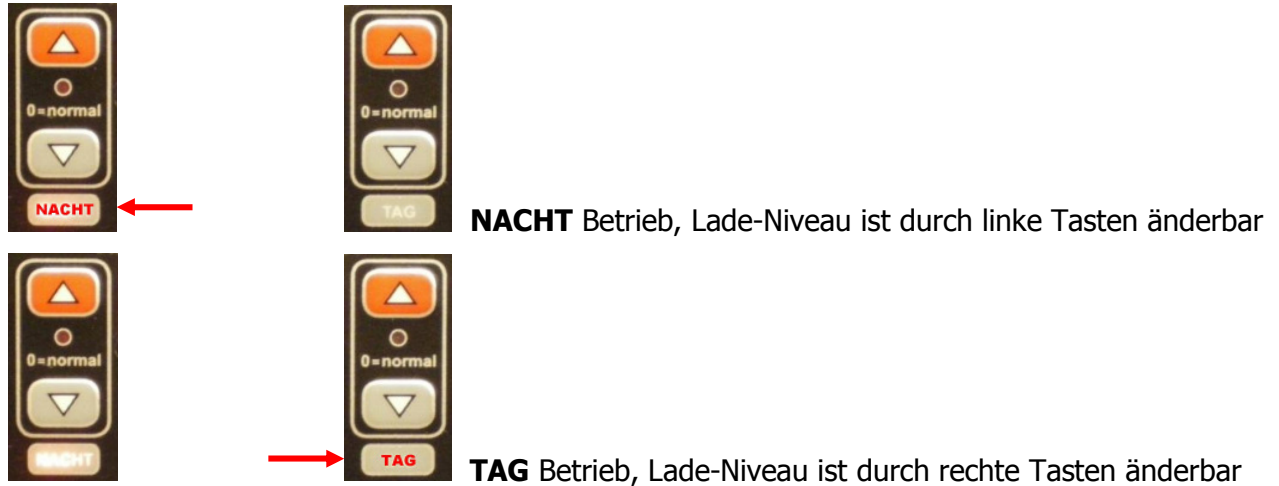 0=normal
0=normal
NACHT
TAG
NACHT Betrieb, Lade-Niveau ist durch linke Tasten änderbar
0=normal
0=normal
NACHT
TAG
TAG Betrieb, Lade-Niveau ist durch rechte Tasten änderbar